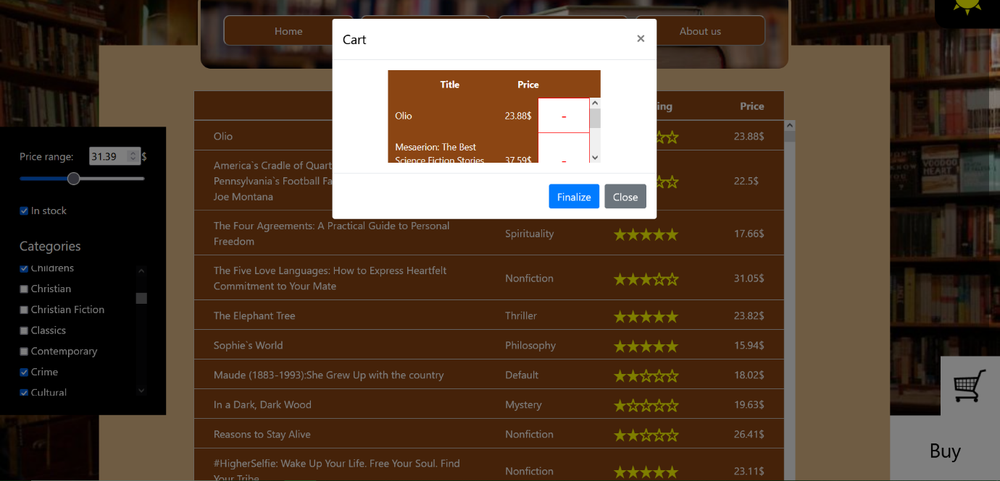 Home
About us
Cart
×
Title Price
Olio 23.88$ -
Mesaerion: The Best
Science Fiction Stories 37.59$ -
Finalize Close
Price range: 31.39 $
In stock
Categories
Childrens
Christian
Christian Fiction
Classics
Contemporary
Crime
Cultural
ing Price
Olio 23.88$
America`s Cradle of Quart
Pennsylvania`s Football Fa 22.5$
Joe Montana
The Four Agreements: A Practical Guide to Personal
Freedom Spirituality 17.66$
The Five Love Languages: How to Express Heartfelt
Commitment to Your Mate Nonfiction 31.05$
The Elephant Tree Thriller 23.82$
Sophie`s World Philosophy 15.94$
Maude (1883-1993):She Grew Up with the country Default 18.02$
In a Dark, Dark Wood Mystery 19.63$
Reasons to Stay Alive Nonfiction 26.41$
#HigherSelfie: Wake Up Your Life. Free Your Soul. Find
Your Tribe Nonfiction 23.11$
VOODOO
HEART
Buy